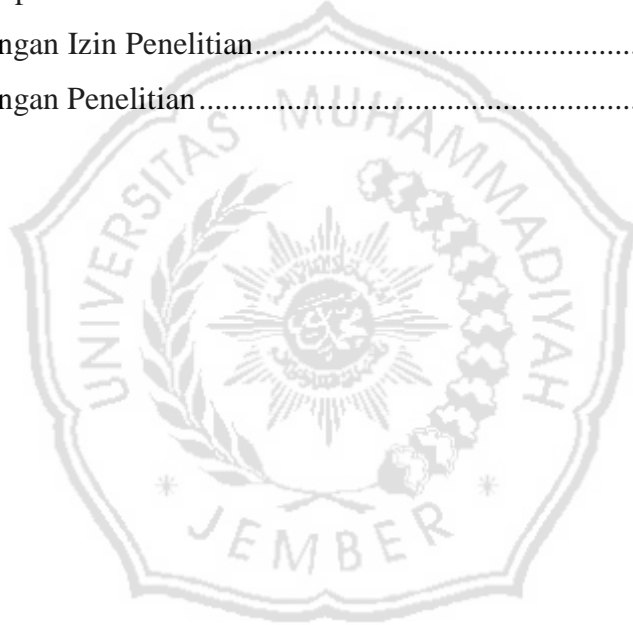 ngan Izin Penelitian
ngan Penelitian
UNIVERSITAS MUHAMMADIYAH
* JEMBER *